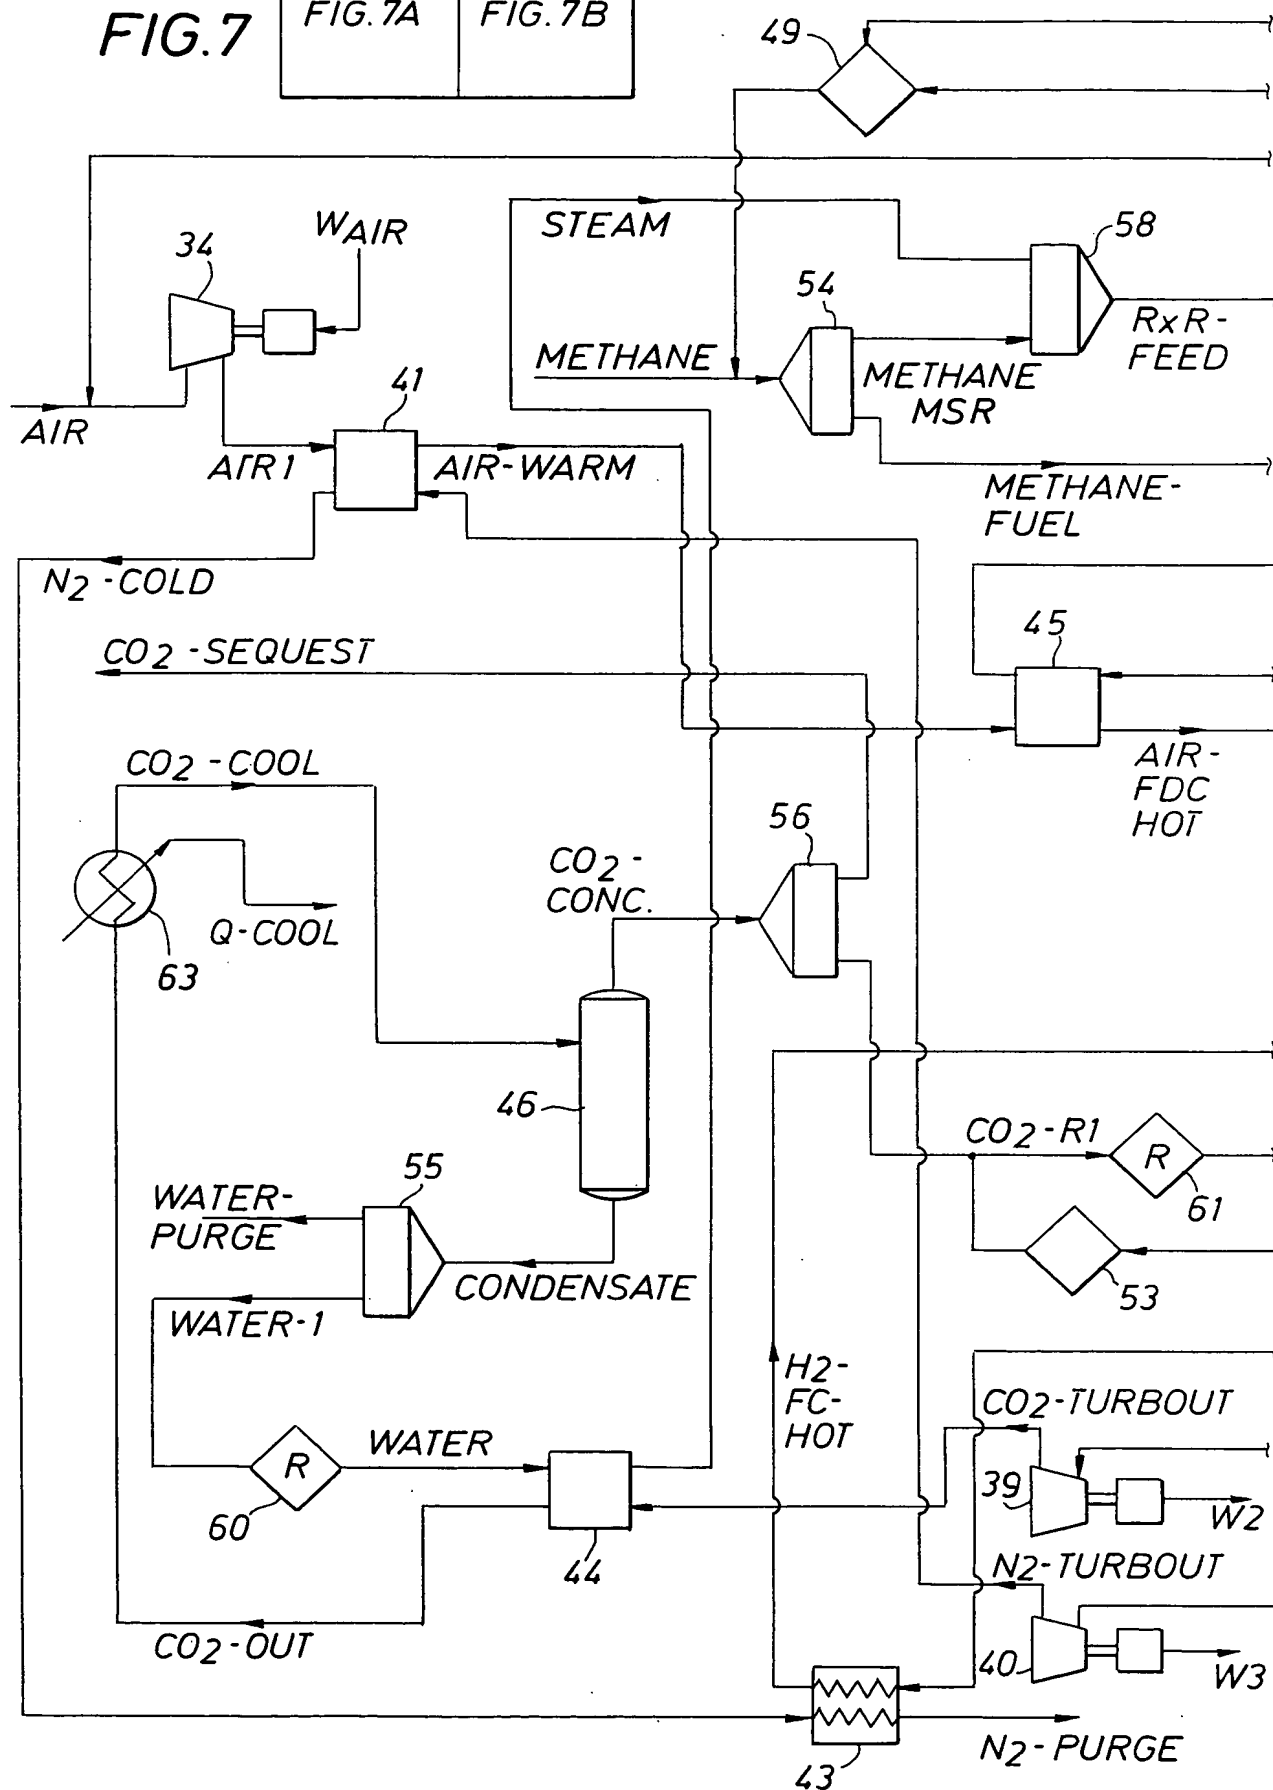 FIG.7
FIG.7A
FIG.7B
49
34
WAIR
STEAM
58
54
METHANE
RxR-
FEED
METHANE
MSR
41
AIR
AIR1
AIR-WARM
METHANE-
FUEL
N2-COLD
45
CO2-SEQUEST
CO2-COOL
AIR-
FDC
HOT
56
CO2-
CONC.
Q-COOL
63
46
CO2-R1
R
61
55
WATER-
PURGE
CONDENSATE
53
WATER-1
H2-
FC-
HOT
CO2-TURBOUT
WATER
R
60
44
39
W2
N2-TURBOUT
CO2-OUT
40
W3
N2-PURGE
43